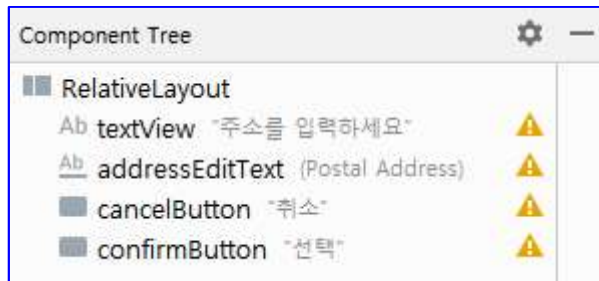 Component Tree
RelativeLayout
Ab textView "주소를 입력하세요"
Ab addressEditText (Postal Address)
cancelButton "취소"
confirmButton "선택"